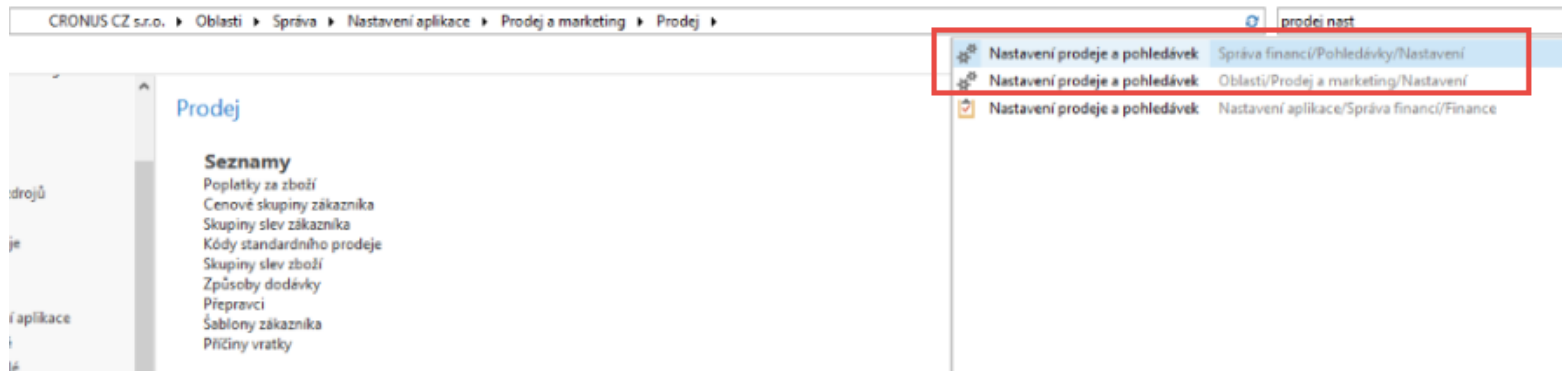 CRONUS CZ s.r.o. ▸ Oblasti ▸ Správa ▸ Nastavení aplikace ▸ Prodej a marketing ▸ Prodej ▸
prodej nast
Nastavení prodeje a pohledávek Správa financí/Pohledávky/Nastavení
Nastavení prodeje a pohledávek Oblasti/Prodej a marketing/Nastavení
Nastavení prodeje a pohledávek Nastavení aplikace/Správa financí/Finance
Prodej
Seznamy
Poplatky za zboží
Cenové skupiny zákazníka
Skupiny slev zákazníka
Kódy standardního prodeje
Skupiny slev zboží
Způsoby dodávky
Přepravci
Šablony zákazníka
Příčiny vratky
zdrojů
je
í aplikace